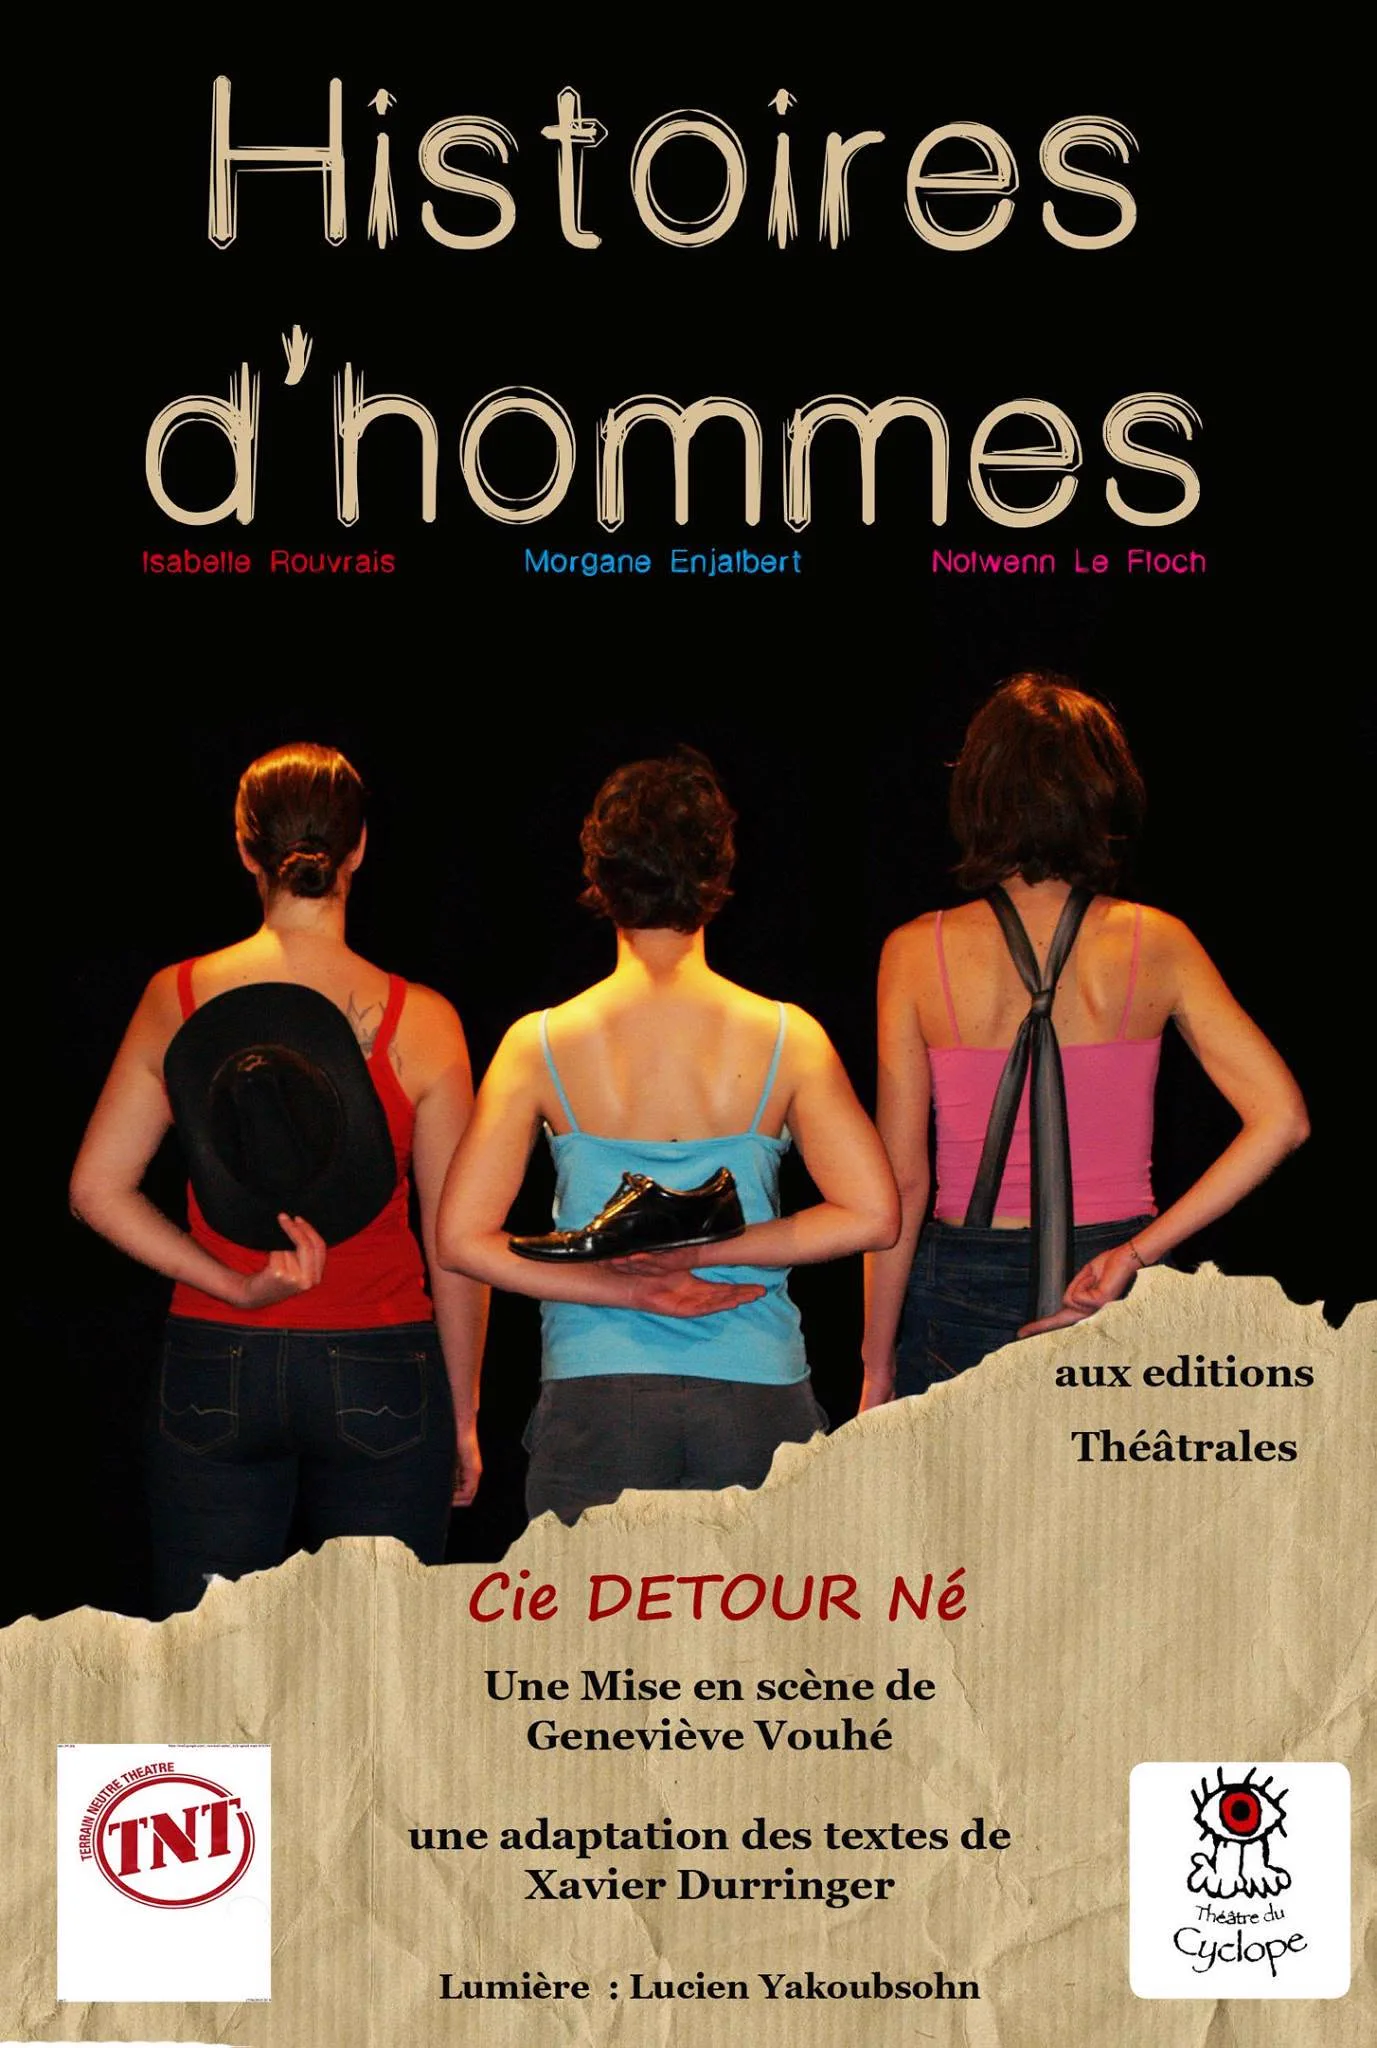 Histoires
d'hommes
Isabelle Rouvrais Morgane Enjalbert Nolwenn Le Floch
aux editions
Théâtrales
Cie DETOUR Né
Une Mise en scène de
Geneviève Vouhé
TERRAIN NEUTRE THEATRE
TNT
une adaptation des textes de
Xavier Durringer
Théâtre du
Cyclope
Lumière : Lucien Yakoubsohn